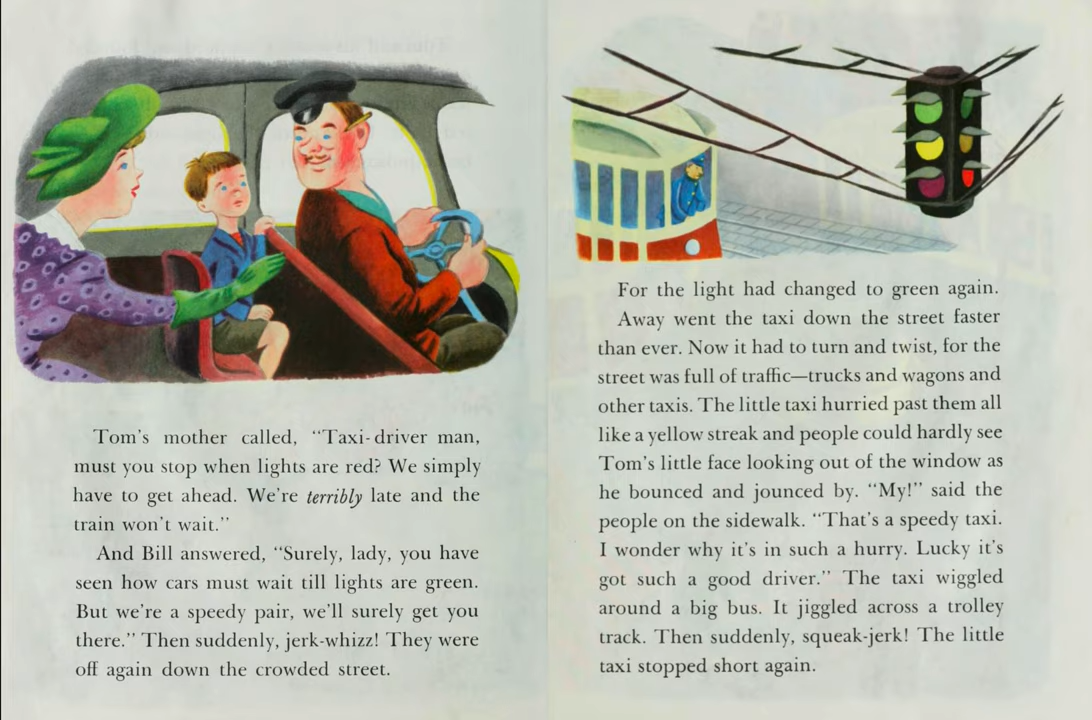 Tom's mother called, "Taxi-driver man,
must you stop when lights are red? We simply
have to get ahead. We're terribly late and the
train won't wait."
And Bill answered, "Surely, lady, you have
seen how cars must wait till lights are green.
But we're a speedy pair, we'll surely get you
there." Then suddenly, jerk-whizz! They were
off again down the crowded street.
For the light had changed to green again.
Away went the taxi down the street faster
than ever. Now it had to turn and twist, for the
street was full of traffic—trucks and wagons and
other taxis. The little taxi hurried past them all
like a yellow streak and people could hardly see
Tom's little face looking out of the window as
he bounced and jounced by. "My!" said the
people on the sidewalk. "That's a speedy taxi.
I wonder why it's in such a hurry. Lucky it's
got such a good driver." The taxi wiggled
around a big bus. It jiggled across a trolley
track. Then suddenly, squeak-jerk! The little
taxi stopped short again.